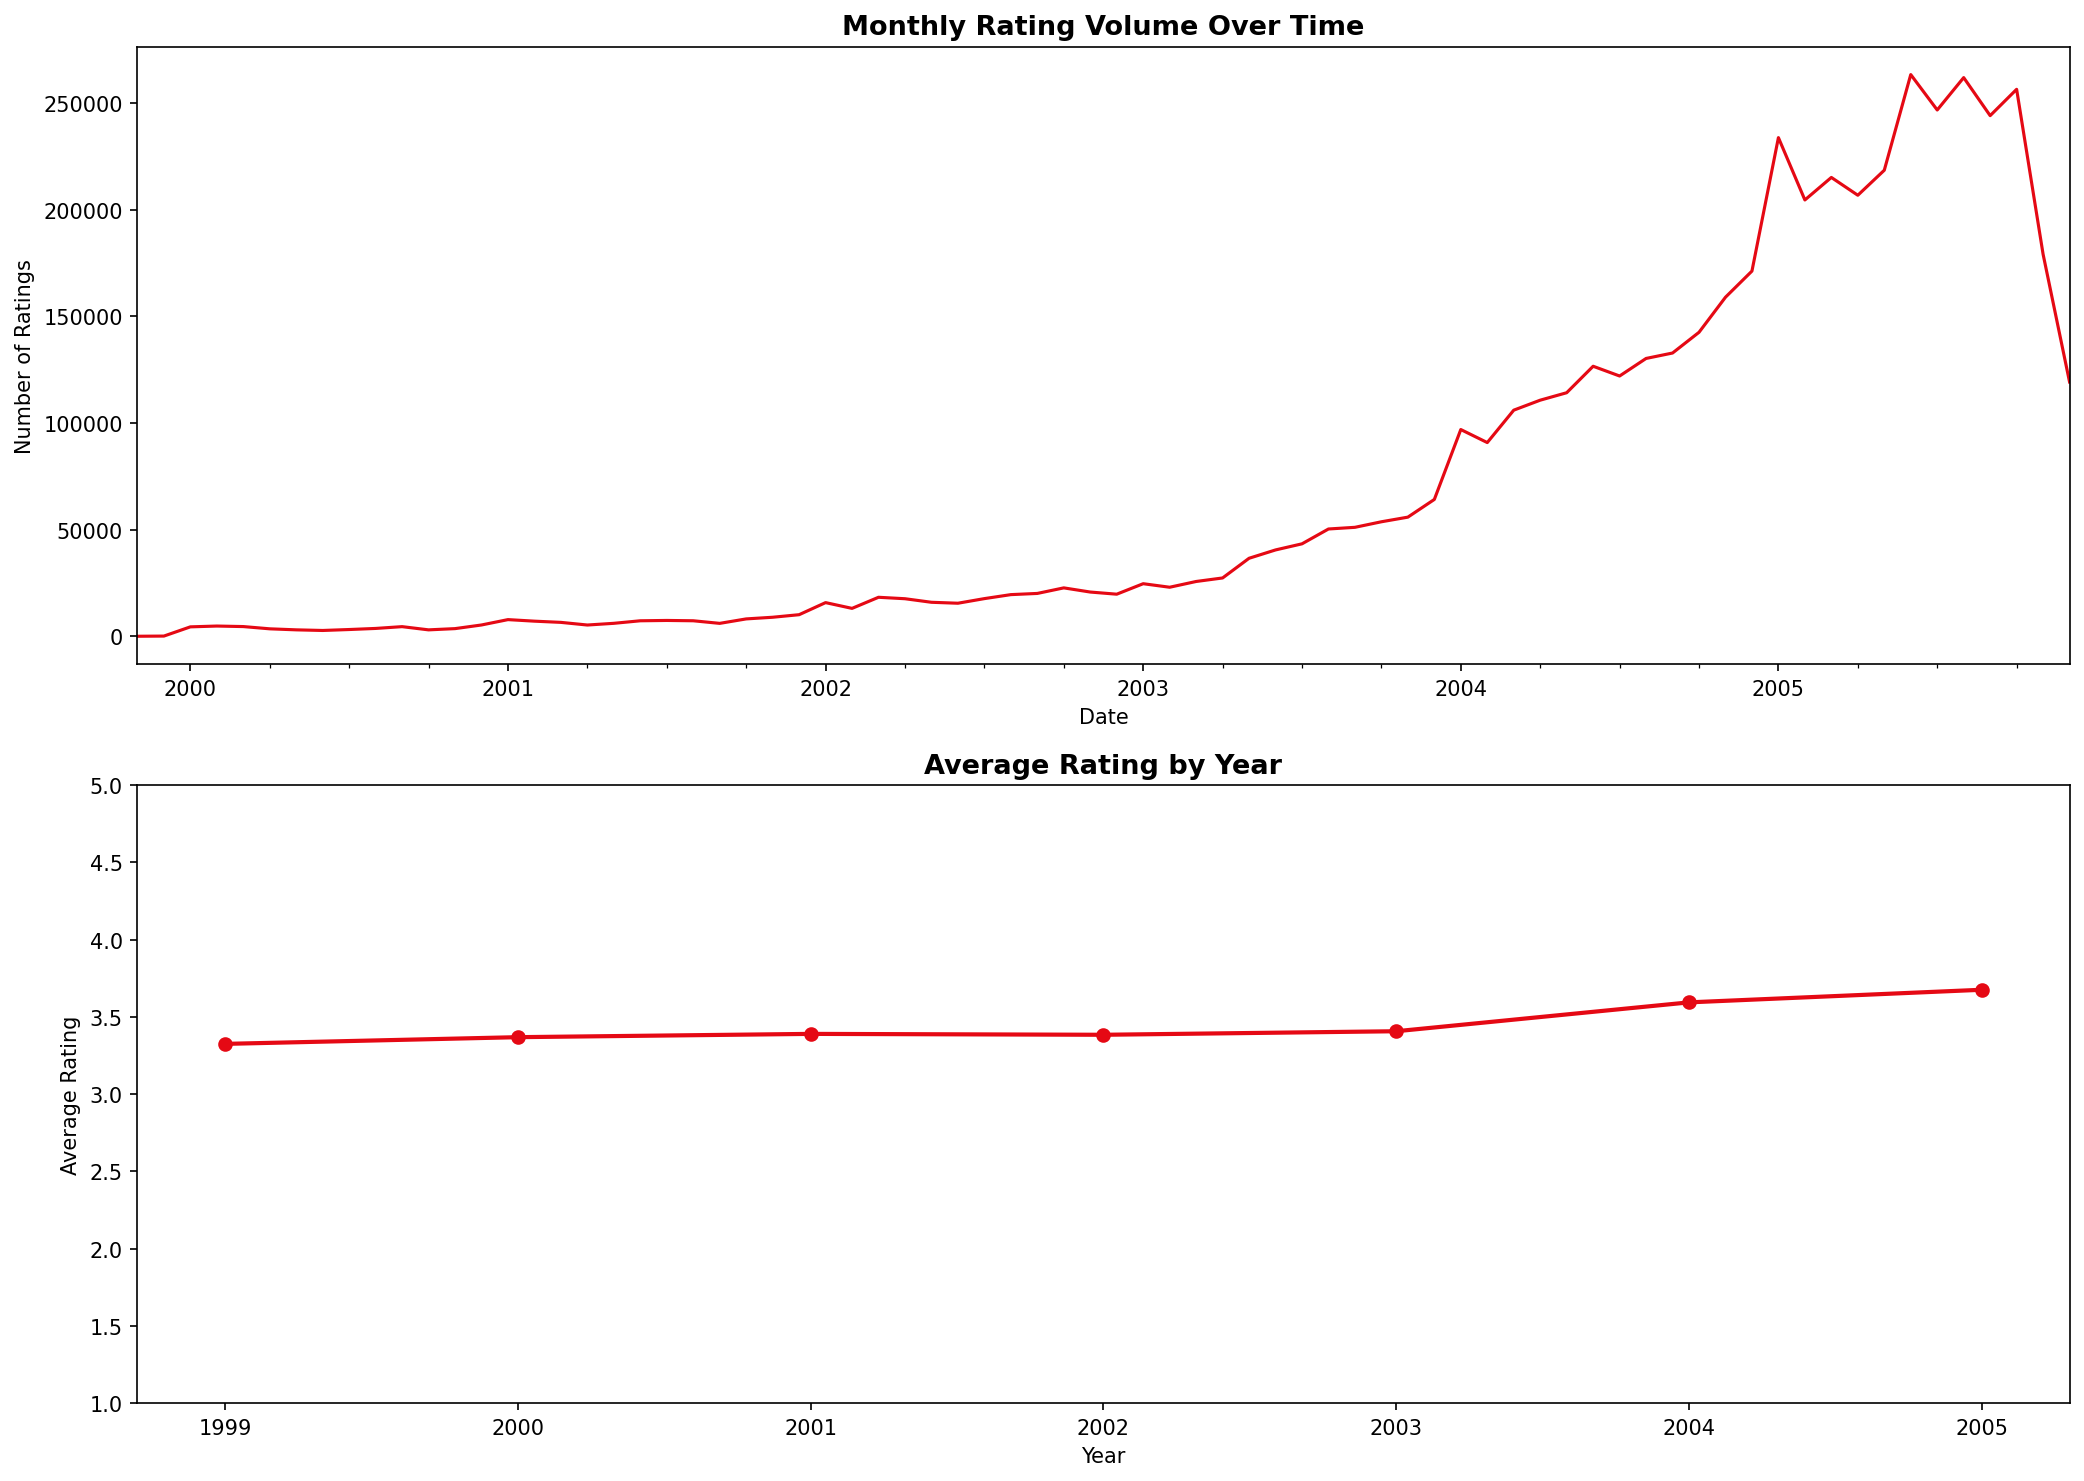 Monthly Rating Volume Over Time
250000
200000
150000
100000
50000
0
Number of Ratings
2000 2001 2002 2003 2004 2005
Date
Average Rating by Year
5.0
4.5
4.0
3.5
3.0
2.5
2.0
1.5
1.0
Average Rating
1999 2000 2001 2002 2003 2004 2005
Year